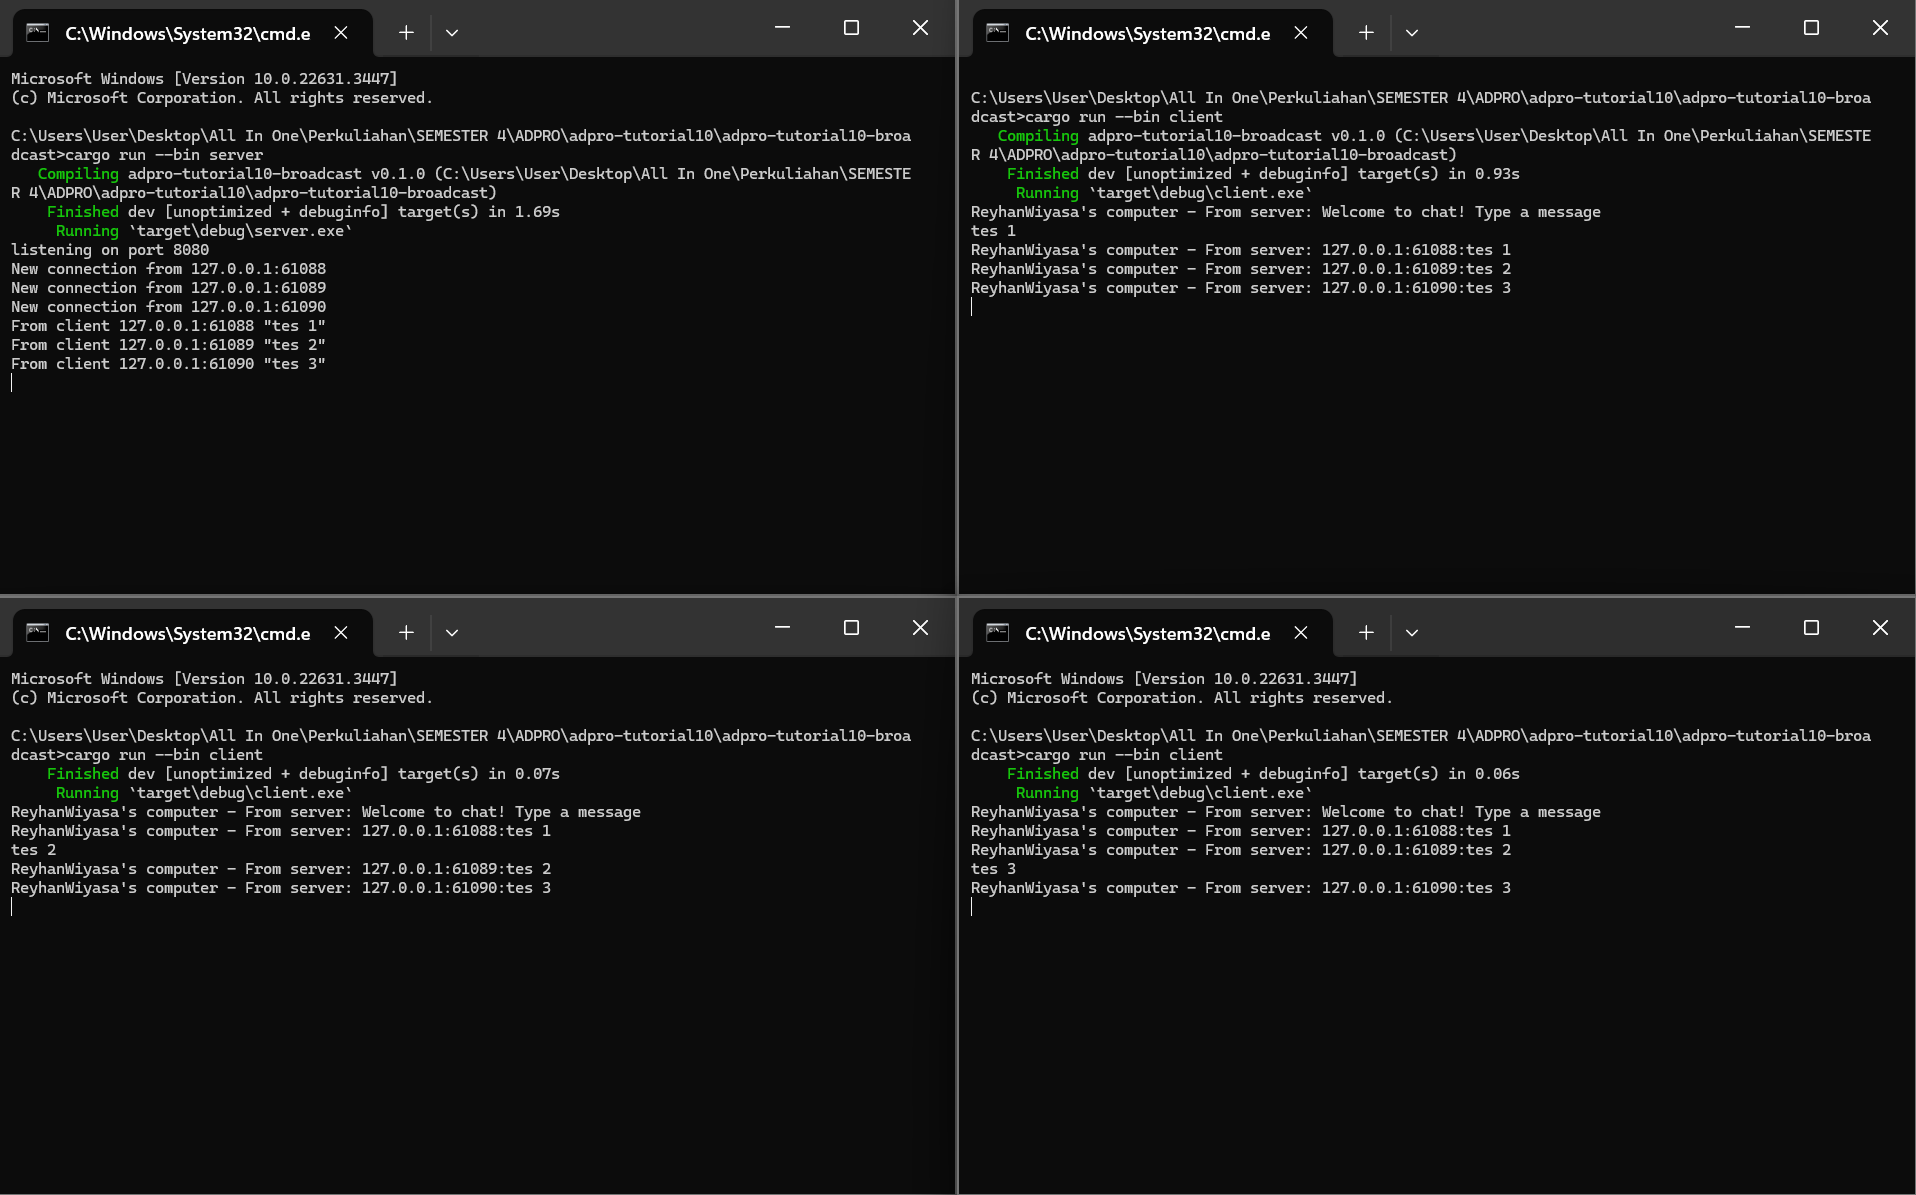 C:\Windows\System32\cmd.e
Microsoft Windows [Version 10.0.22631.3447]
(c) Microsoft Corporation. All rights reserved.
C:\Users\User\Desktop\All In One\Perkuliahan\SEMESTER 4\ADPRO\adpro-tutorial10\adpro-tutorial10-broa
dcast>cargo run --bin server
Compiling adpro-tutorial10-broadcast v0.1.0 (C:\Users\User\Desktop\All In One\Perkuliahan\SEMESTE
R 4\ADPRO\adpro-tutorial10\adpro-tutorial10-broadcast)
Finished dev [unoptimized + debuginfo] target(s) in 1.69s
Running `target\debug\server.exe`
listening on port 8080
New connection from 127.0.0.1:61088
New connection from 127.0.0.1:61089
New connection from 127.0.0.1:61090
From client 127.0.0.1:61088 "tes 1"
From client 127.0.0.1:61089 "tes 2"
From client 127.0.0.1:61090 "tes 3"
C:\Windows\System32\cmd.e
C:\Users\User\Desktop\All In One\Perkuliahan\SEMESTER 4\ADPRO\adpro-tutorial10\adpro-tutorial10-broa
dcast>cargo run --bin client
Compiling adpro-tutorial10-broadcast v0.1.0 (C:\Users\User\Desktop\All In One\Perkuliahan\SEMESTE
R 4\ADPRO\adpro-tutorial10\adpro-tutorial10-broadcast)
Finished dev [unoptimized + debuginfo] target(s) in 0.93s
Running `target\debug\client.exe`
ReyhanWiyasa's computer - From server: Welcome to chat! Type a message
tes 1
ReyhanWiyasa's computer - From server: 127.0.0.1:61088:tes 1
ReyhanWiyasa's computer - From server: 127.0.0.1:61089:tes 2
ReyhanWiyasa's computer - From server: 127.0.0.1:61090:tes 3
C:\Windows\System32\cmd.e
Microsoft Windows [Version 10.0.22631.3447]
(c) Microsoft Corporation. All rights reserved.
C:\Users\User\Desktop\All In One\Perkuliahan\SEMESTER 4\ADPRO\adpro-tutorial10\adpro-tutorial10-broa
dcast>cargo run --bin client
Finished dev [unoptimized + debuginfo] target(s) in 0.07s
Running `target\debug\client.exe`
ReyhanWiyasa's computer - From server: Welcome to chat! Type a message
ReyhanWiyasa's computer - From server: 127.0.0.1:61088:tes 1
tes 2
ReyhanWiyasa's computer - From server: 127.0.0.1:61089:tes 2
ReyhanWiyasa's computer - From server: 127.0.0.1:61090:tes 3
C:\Windows\System32\cmd.e
Microsoft Windows [Version 10.0.22631.3447]
(c) Microsoft Corporation. All rights reserved.
C:\Users\User\Desktop\All In One\Perkuliahan\SEMESTER 4\ADPRO\adpro-tutorial10\adpro-tutorial10-broa
dcast>cargo run --bin client
Finished dev [unoptimized + debuginfo] target(s) in 0.06s
Running `target\debug\client.exe`
ReyhanWiyasa's computer - From server: Welcome to chat! Type a message
ReyhanWiyasa's computer - From server: 127.0.0.1:61088:tes 1
ReyhanWiyasa's computer - From server: 127.0.0.1:61089:tes 2
tes 3
ReyhanWiyasa's computer - From server: 127.0.0.1:61090:tes 3